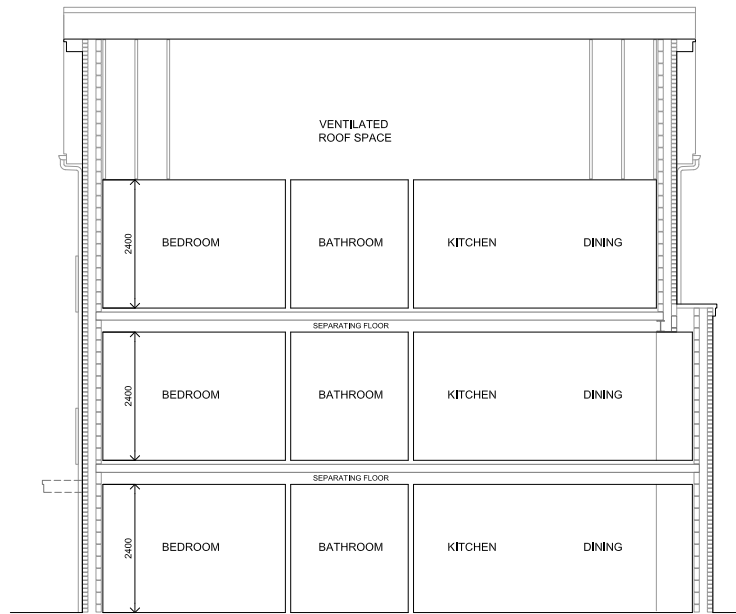 VENTILATED
ROOF SPACE
2400
BEDROOM
BATHROOM
KITCHEN
DINING
SEPARATING FLOOR
2400
BEDROOM
BATHROOM
KITCHEN
DINING
SEPARATING FLOOR
2400
BEDROOM
BATHROOM
KITCHEN
DINING